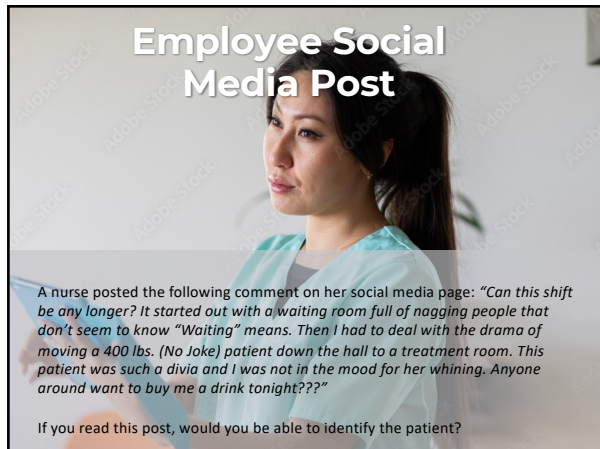 Employee Social
Media Post
A nurse posted the following comment on her social media page: “Can this shift
be any longer? It started out with a waiting room full of nagging people that
don’t seem to know “Waiting” means. Then I had to deal with the drama of
moving a 400 lbs. (No Joke) patient down the hall to a treatment room. This
patient was such a divia and I was not in the mood for her whining. Anyone
around want to buy me a drink tonight???”
If you read this post, would you be able to identify the patient?